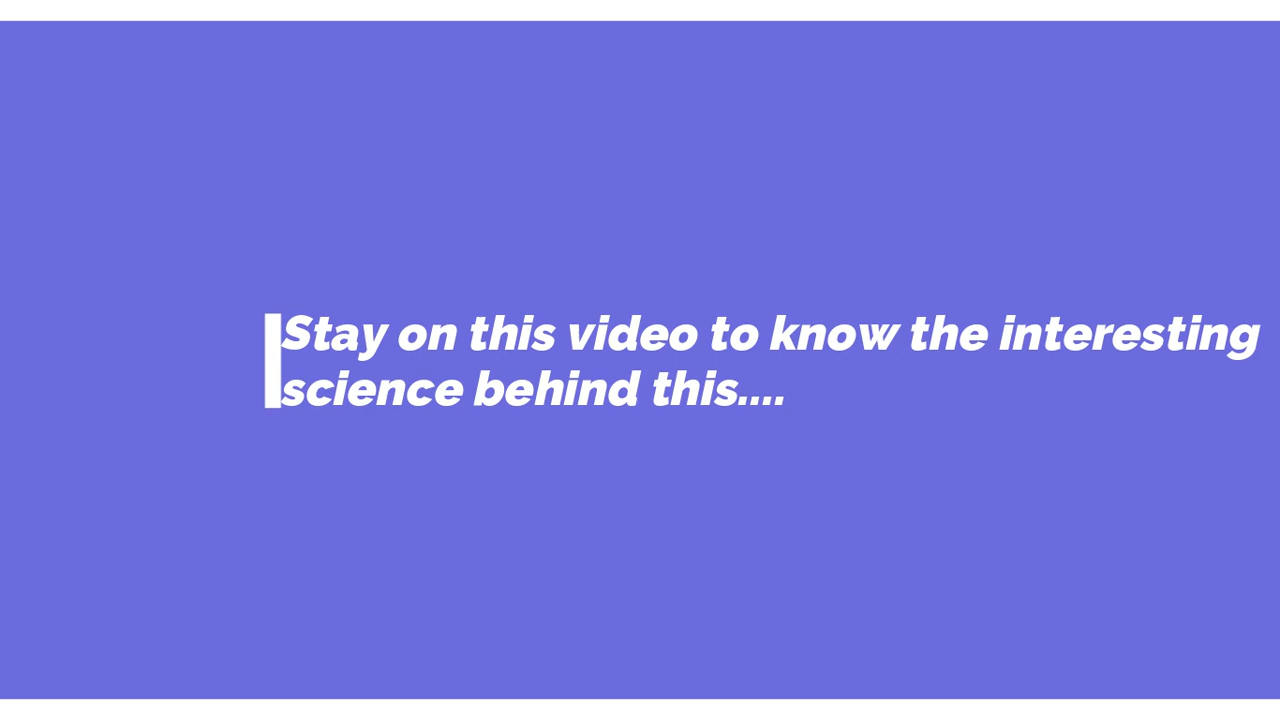 Stay on this video to know the interesting
science behind this....